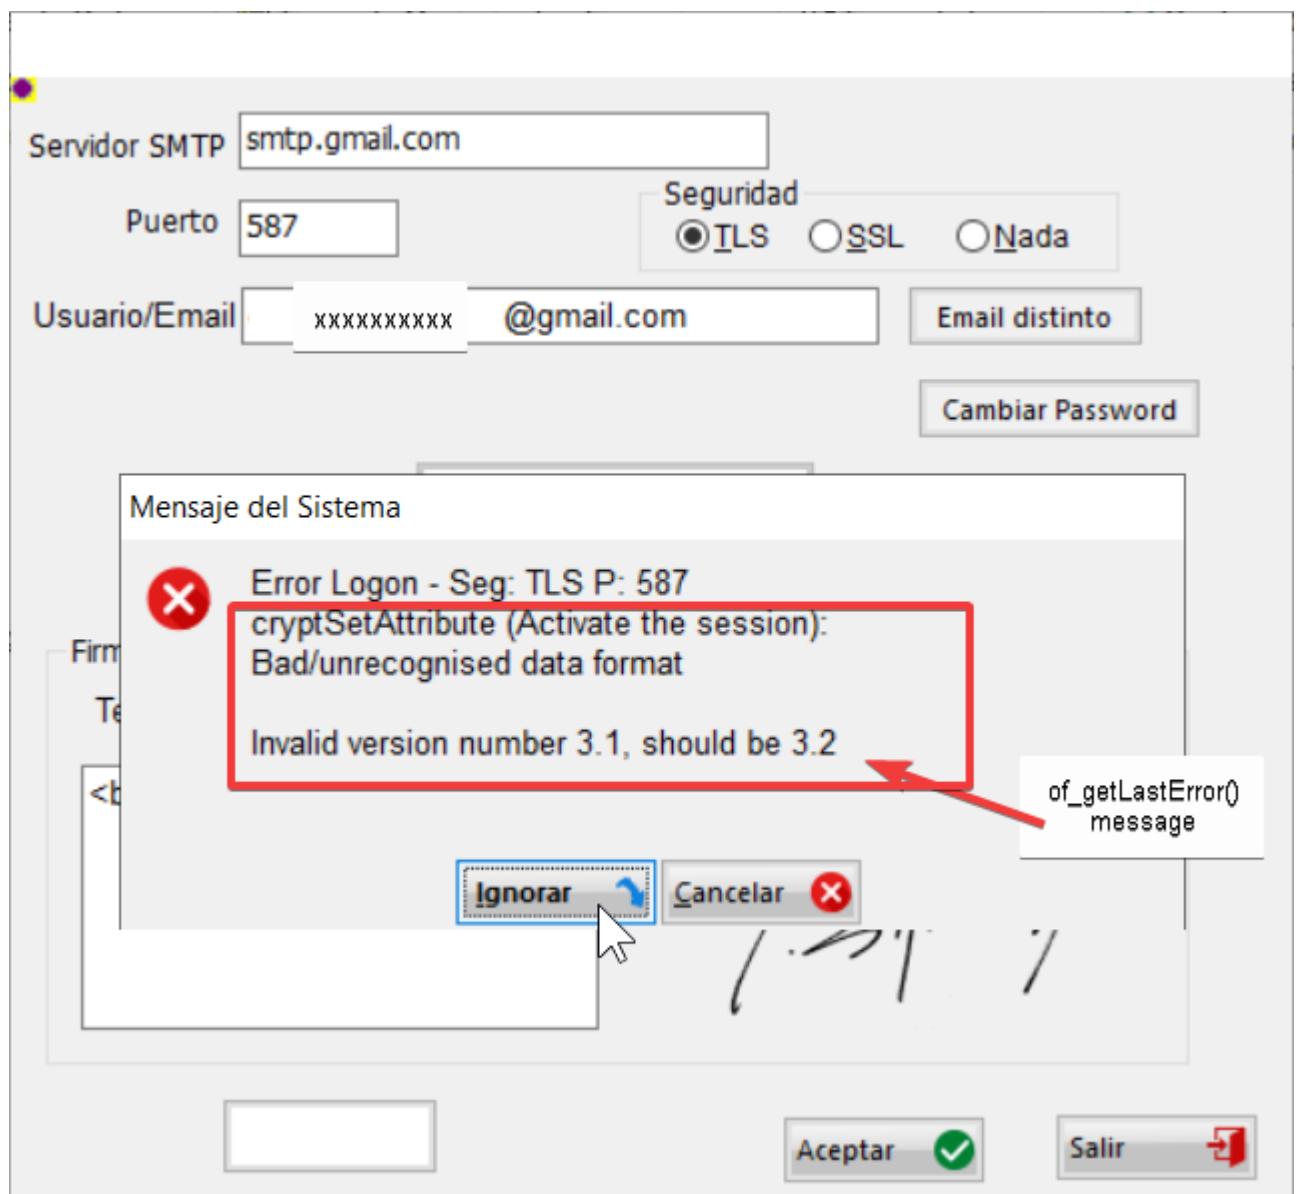 Servidor SMTP smtp.gmail.com
Seguridad
Puerto 587 TLS SSL Nada
Usuario/Email xxxxxxxxxx @gmail.com Email distinto
Cambiar Password
Mensaje del Sistema
Error Logon - Seg: TLS P: 587
cryptSetAttribute (Activate the session):
Bad/unrecognised data format
Firm
Te
Invalid version number 3.1, should be 3.2
<b
of_getLastError()
message
Ignorar Cancelar
Aceptar Salir